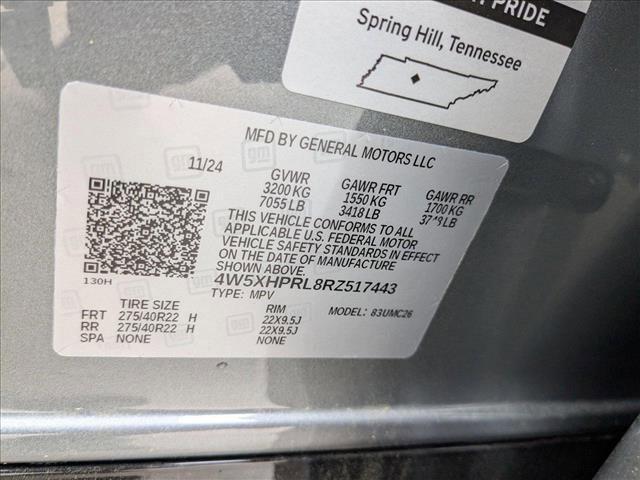 PRIDE
Spring Hill, Tennessee
MFD BY GENERAL MOTORS LLC
11/24
GVWR GAWR FRT GAWR RR
3200 KG 1550 KG 1700 KG
7055 LB 3418 LB LB
THIS VEHICLE CONFORMS TO ALL
APPLICABLE U.S. FEDERAL MOTOR
VEHICLE SAFETY STANDARDS IN EFFECT
ON THE DATE OF MANUFACTURE
SHOWN ABOVE.
130H
4W5XHPRL8RZ517443
TYPE: MPV
TIRE SIZE RIM MODEL: 83UMC26
FRT 275/40R22 H 22X9.5J
RR 275/40R22 H 22X9.5J
SPA NONE NONE